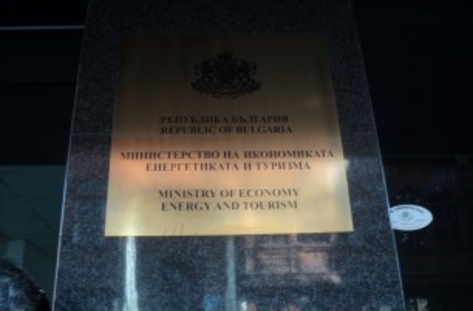 РЕПУБЛИКА БЪЛГАРИЯ
REPUBLIC OF BULGARIA
МИНИСТЕРСТВО НА ИКОНОМИКАТА
ЕНЕРГЕТИКАТА И ТУРИЗМА
MINISTRY OF ECONOMY
ENERGY AND TOURISM